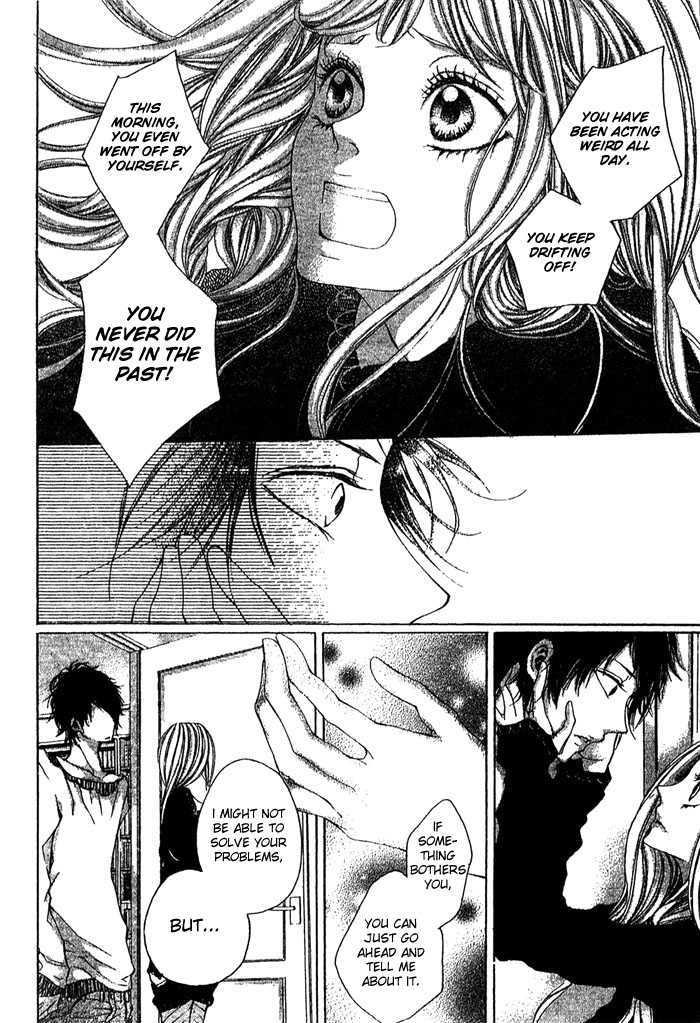 YOU HAVE
BEEN ACTING
WEIRD ALL
DAY.
YOU KEEP
DRIFTING
OFF!
THIS
MORNING,
YOU EVEN
WENT OFF BY
YOURSELF.
YOU
NEVER DID
THIS IN THE
PAST!
IF
SOME-
THING
BOTHERS
YOU,
YOU CAN
JUST GO
AHEAD AND
TELL ME
ABOUT IT.
I MIGHT NOT
BE ABLE TO
SOLVE YOUR
PROBLEMS,
BUT...